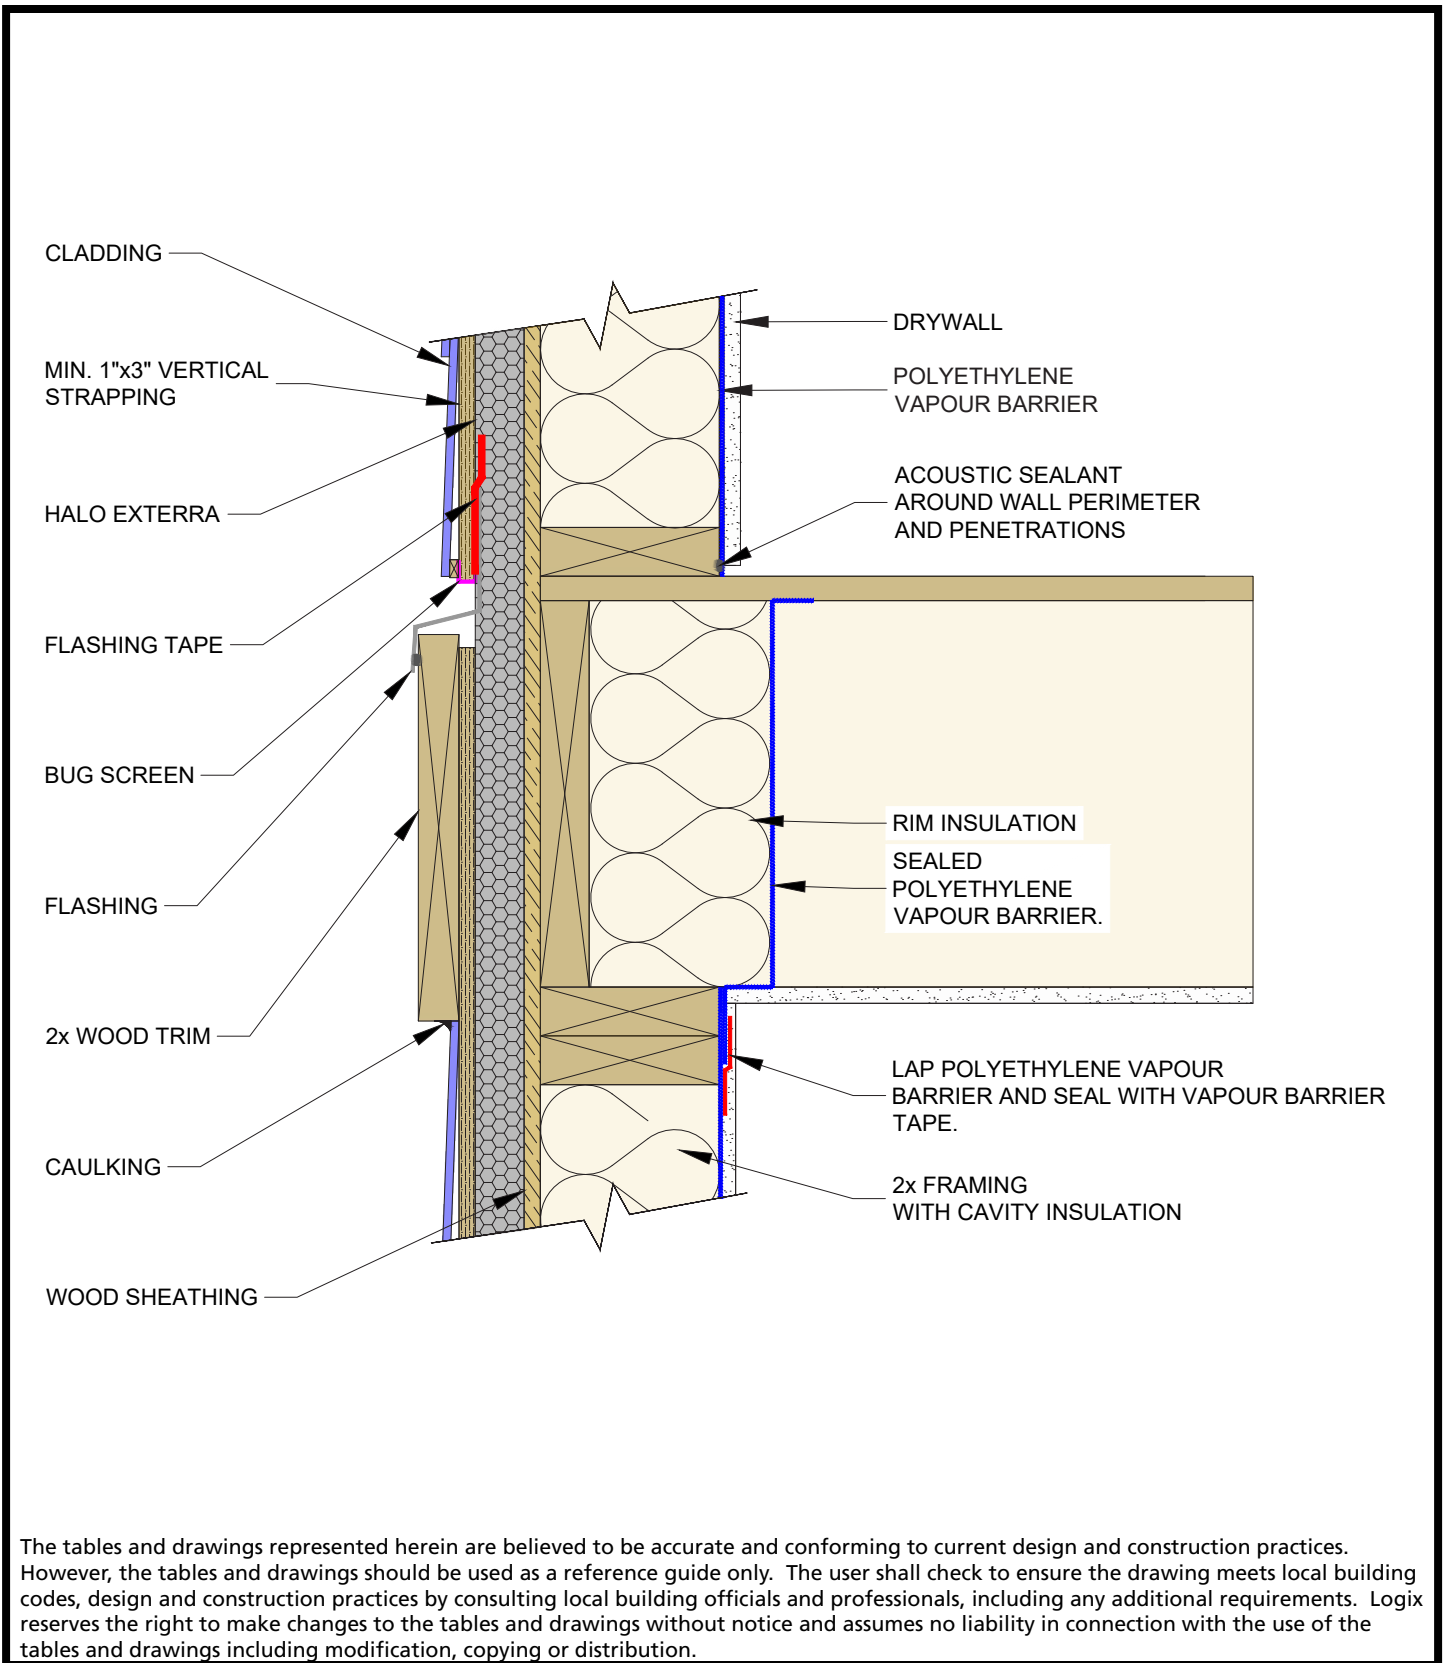 CLADDING
MIN. 1"x3" VERTICAL
STRAPPING
HALO EXTERRA
FLASHING TAPE
BUG SCREEN
FLASHING
2x WOOD TRIM
CAULKING
WOOD SHEATHING
DRYWALL
POLYETHYLENE
VAPOUR BARRIER
ACOUSTIC SEALANT
AROUND WALL PERIMETER
AND PENETRATIONS
RIM INSULATION
SEALED
POLYETHYLENE
VAPOUR BARRIER.
LAP POLYETHYLENE VAPOUR
BARRIER AND SEAL WITH VAPOUR BARRIER
TAPE.
2x FRAMING
WITH CAVITY INSULATION
The tables and drawings represented herein are believed to be accurate and conforming to current design and construction practices.
However, the tables and drawings should be used as a reference guide only.  The user shall check to ensure the drawing meets local building
codes, design and construction practices by consulting local building officials and professionals, including any additional requirements.  Logix
reserves the right to make changes to the tables and drawings without notice and assumes no liability in connection with the use of the
tables and drawings including modification, copying or distribution.